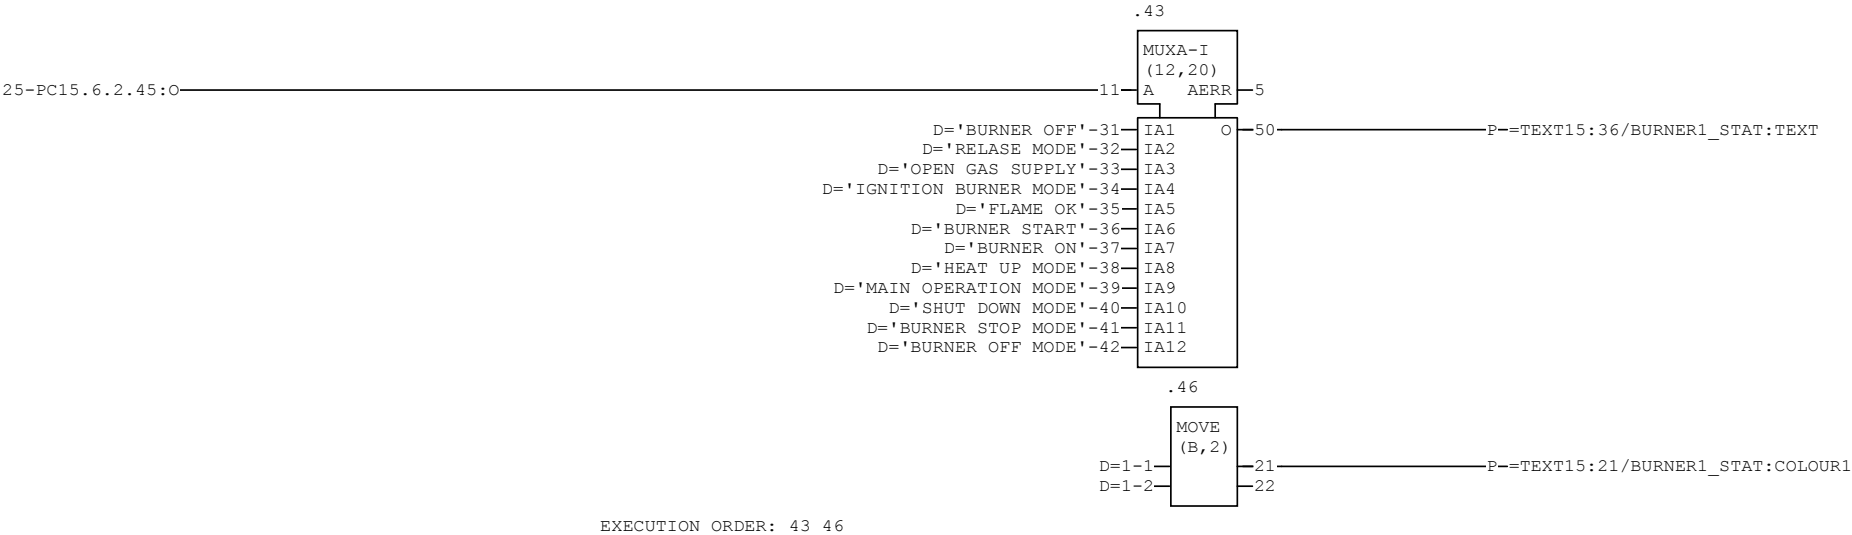 .43
MUXA-I
(12,20)
25-PC15.6.2.45:O 11 A AERR 5
D='BURNER OFF'-31 IA1 O 50 P-=TEXT15:36/BURNER1_STAT:TEXT
D='RELASE MODE'-32 IA2
D='OPEN GAS SUPPLY'-33 IA3
D='IGNITION BURNER MODE'-34 IA4
D='FLAME OK'-35 IA5
D='BURNER START'-36 IA6
D='BURNER ON'-37 IA7
D='HEAT UP MODE'-38 IA8
D='MAIN OPERATION MODE'-39 IA9
D='SHUT DOWN MODE'-40 IA10
D='BURNER STOP MODE'-41 IA11
D='BURNER OFF MODE'-42 IA12
.46
MOVE
(B,2)
D=1-1 21 P-=TEXT15:21/BURNER1_STAT:COLOUR1
D=1-2 22
EXECUTION ORDER: 43 46